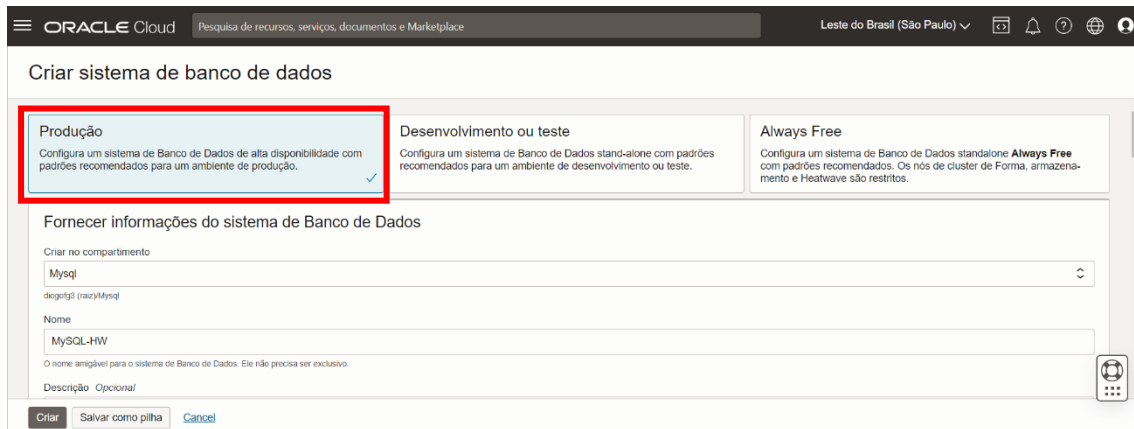 ORACLE Cloud
Pesquisa de recursos, serviços, documentos e Marketplace
Leste do Brasil (São Paulo)
Criar sistema de banco de dados
Produção
Configura um sistema de Banco de Dados de alta disponibilidade com
padrões recomendados para um ambiente de produção.
Desenvolvimento ou teste
Configura um sistema de Banco de Dados stand-alone com padrões
recomendados para um ambiente de desenvolvimento ou teste.
Always Free
Configura um sistema de Banco de Dados standalone Always Free
com padrões recomendados. Os nós de cluster de Forma, armazena-
mento e Heatwave são restritos.
Fornecer informações do sistema de Banco de Dados
Criar no compartimento
Mysql
diogofg3 (raiz)/Mysql
Nome
MySQL-HW
O nome amigável para o sistema de Banco de Dados. Ele não precisa ser exclusivo.
Descrição Opcional
Criar
Salvar como pilha
Cancel